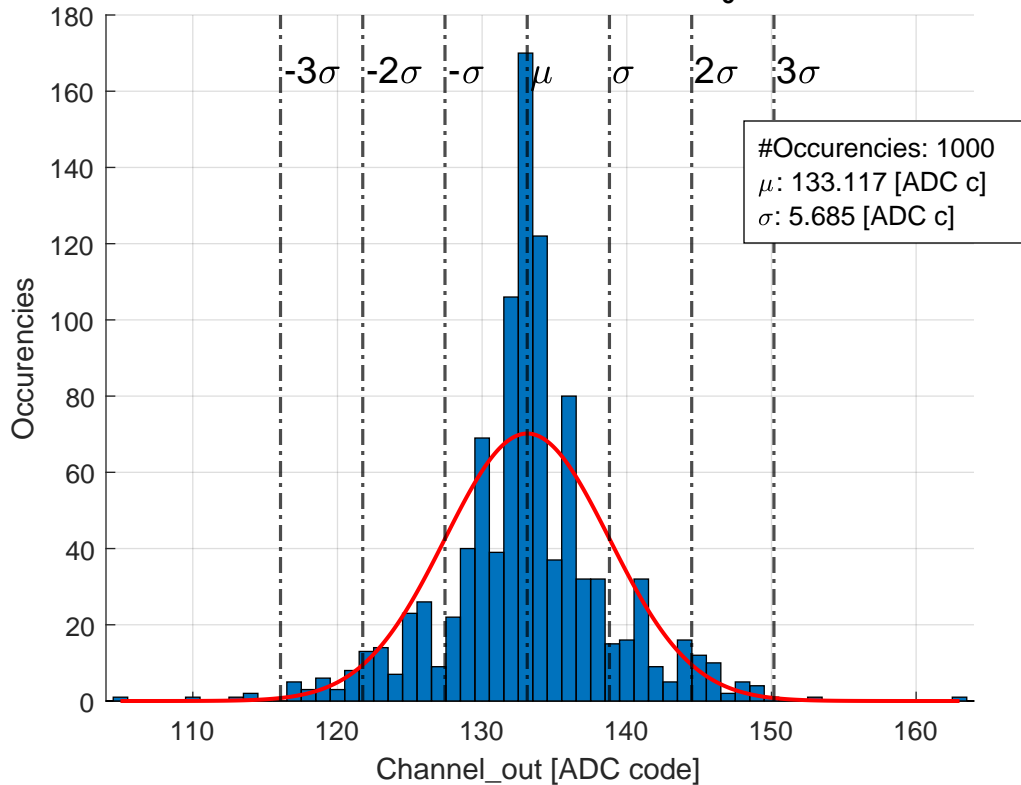 180
160
140
120
100
80
60
40
20
0
Occurencies
-3σ -2σ -σ μ σ 2σ 3σ
#Occurencies: 1000
μ: 133.117 [ADC c]
σ: 5.685 [ADC c]
110 120 130 140 150 160
Channel_out [ADC code]